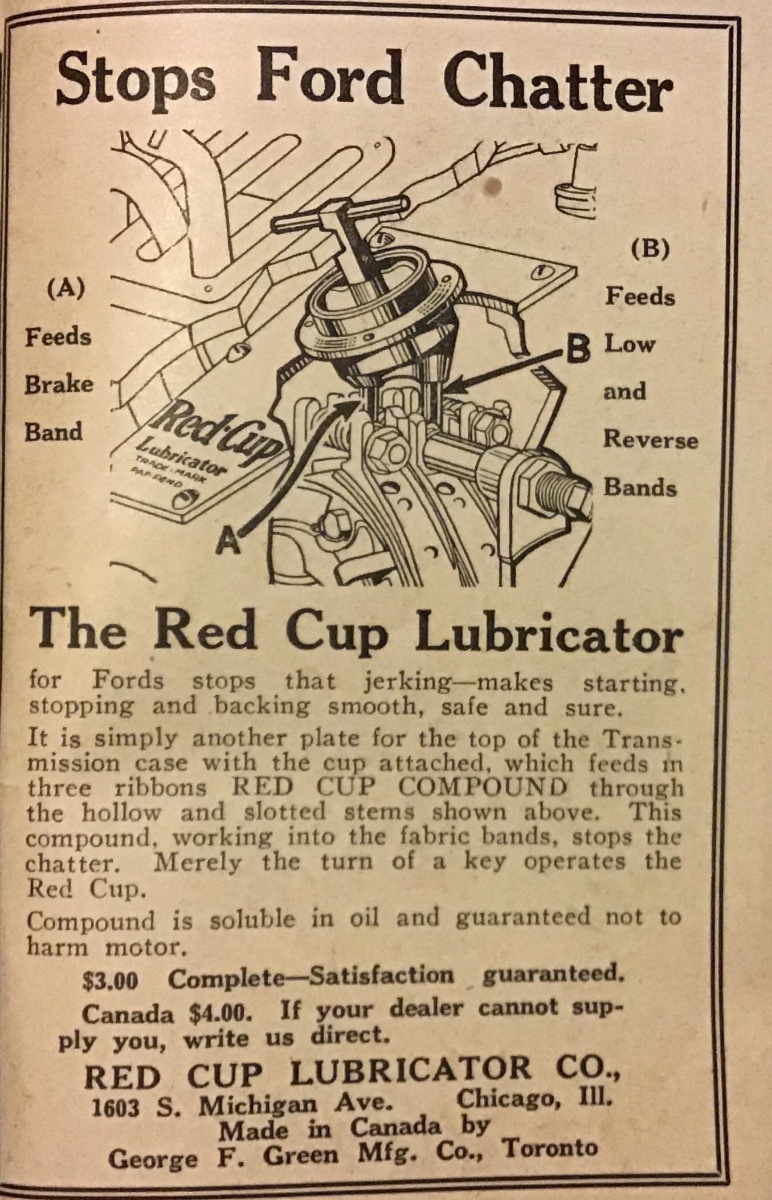 Stops Ford Chatter
(A)
Feeds
Brake
Band
(B)
Feeds
Low
and
Reverse
Bands
B
A
Red-Cup
Lubricator
TRADE-MARK
PAT-PEND
The Red Cup Lubricator
for Fords stops that jerking—makes starting,
stopping and backing smooth, safe and sure.
It is simply another plate for the top of the Trans-
mission case with the cup attached, which feeds in
three ribbons RED CUP COMPOUND through
the hollow and slotted stems shown above. This
compound, working into the fabric bands, stops the
chatter. Merely the turn of a key operates the
Red Cup.
Compound is soluble in oil and guaranteed not to
harm motor.
$3.00 Complete—Satisfaction guaranteed.
Canada $4.00. If your dealer cannot sup-
ply you, write us direct.
RED CUP LUBRICATOR CO.,
1603 S. Michigan Ave. Chicago, Ill.
Made in Canada by
George F. Green Mfg. Co., Toronto